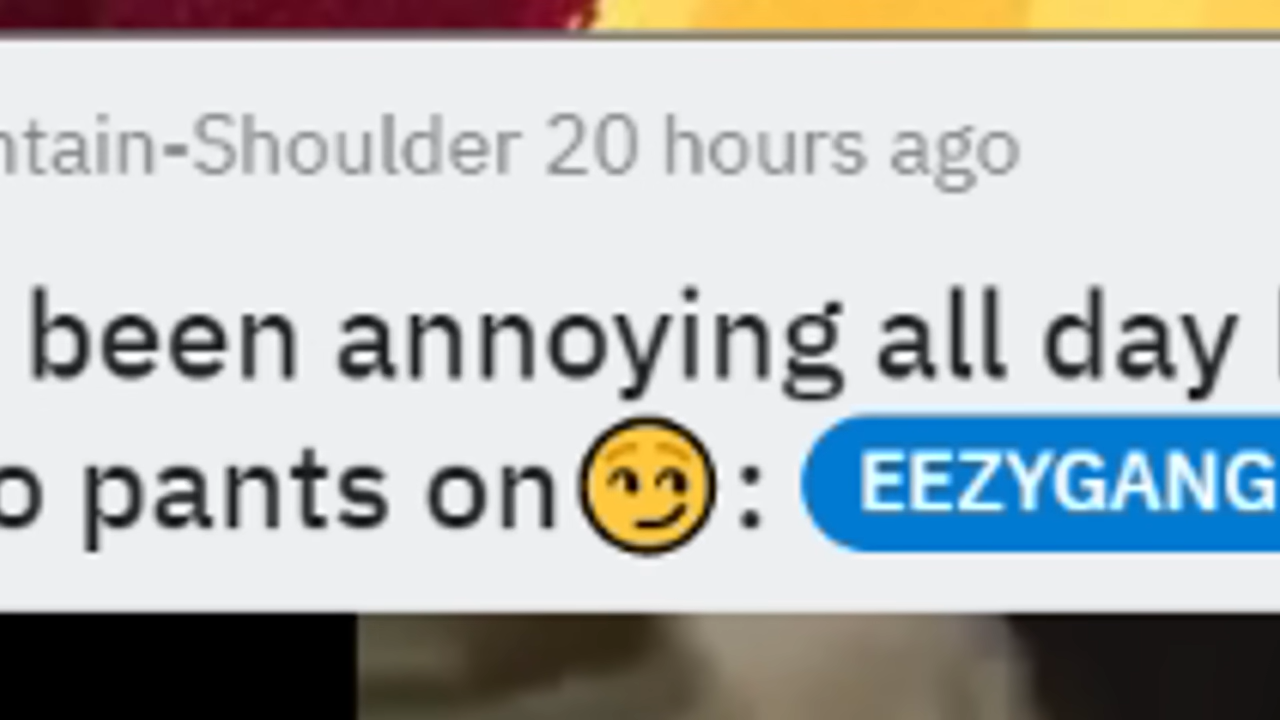 ntain-Shoulder 20 hours ago
been annoying all day
o pants on😏: EEZYGANG